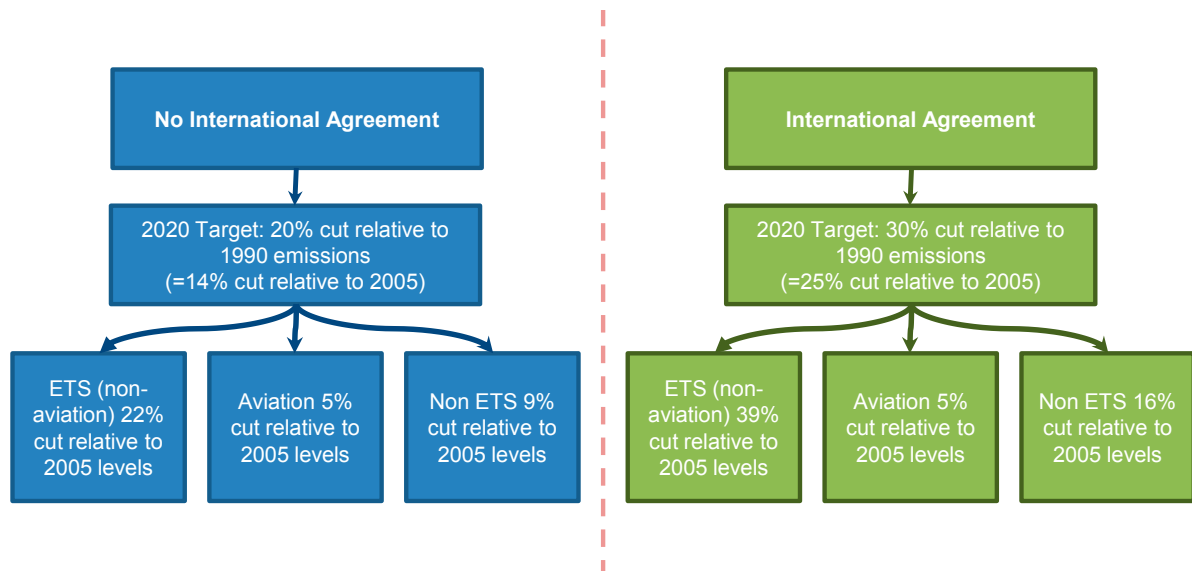 No International Agreement
2020 Target: 20% cut relative to
1990 emissions
(=14% cut relative to 2005)
ETS (non-
aviation) 22%
cut relative to
2005 levels
Aviation 5%
cut relative to
2005 levels
Non ETS 9%
cut relative to
2005 levels
International Agreement
2020 Target: 30% cut relative to
1990 emissions
(=25% cut relative to 2005)
ETS (non-
aviation) 39%
cut relative to
2005 levels
Aviation 5%
cut relative to
2005 levels
Non ETS 16%
cut relative to
2005 levels